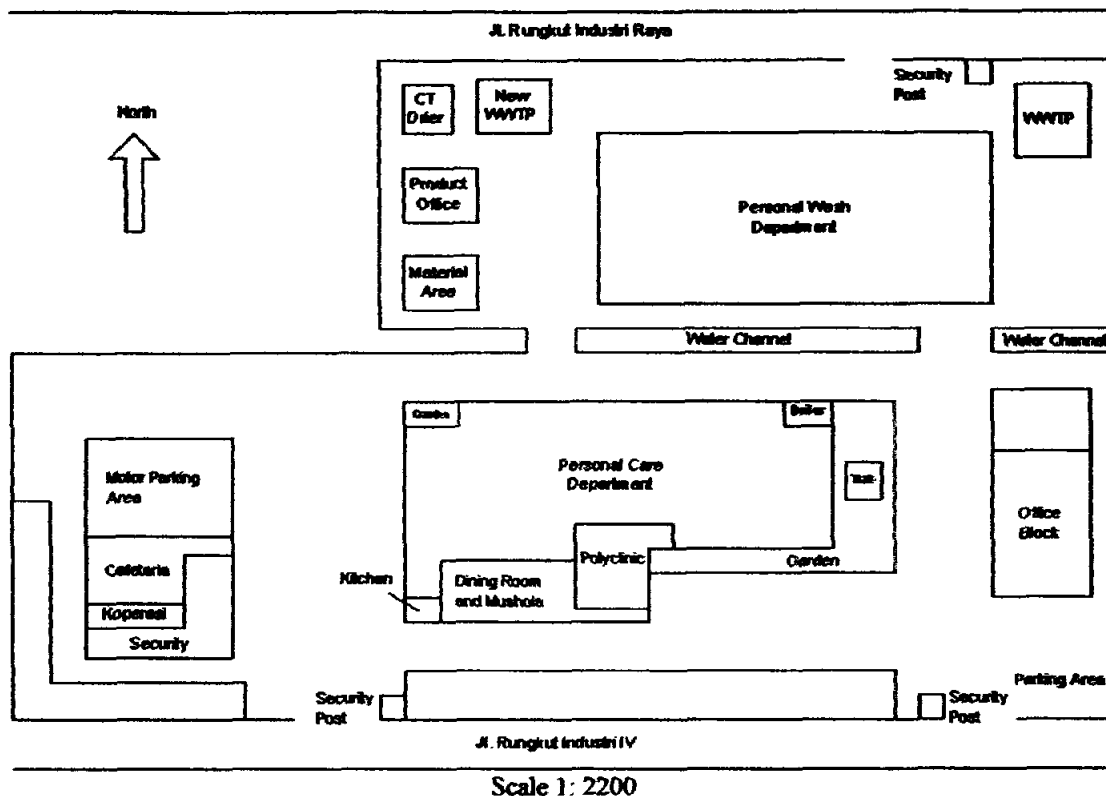 Jl. Rungkut Industri Raya
Security
Post
CT
New
WWTP
WWTP
North
Product
Office
Personal Wash
Department
Material
Area
Water Channel
Water Channel
Boiler
Personal Care
Department
Motor Parking
Area
Office
Block
Cafetaria
Polyclinic
Garden
Kitchen
Dining Room
and Mushola
Koperasi
Security
Parking Area
Security
Post
Security
Post
Jl. Rungkut Industri IV
Scale 1: 2200